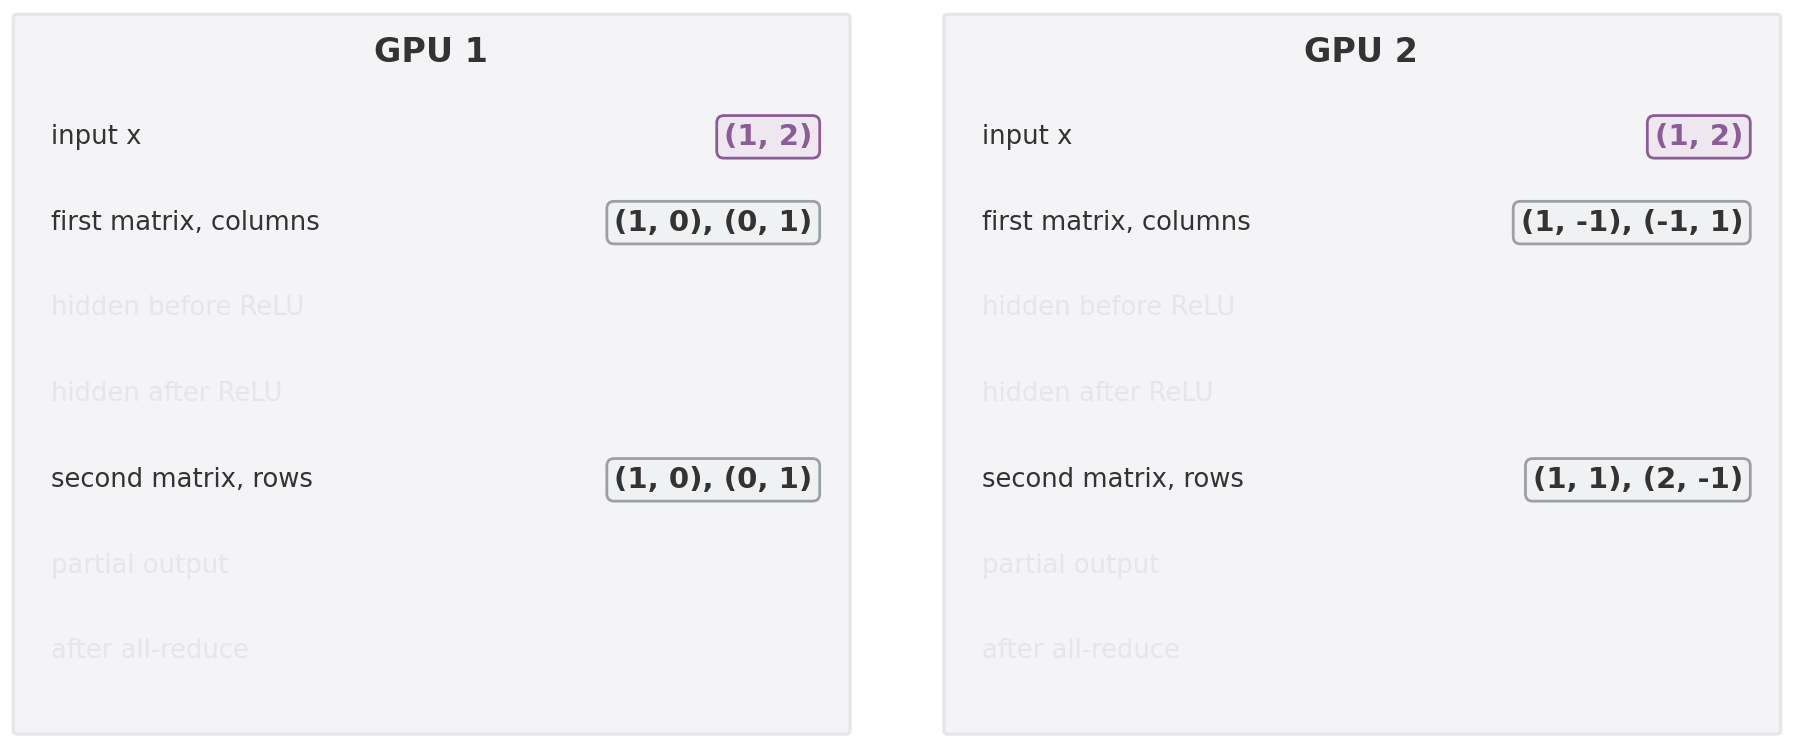 GPU 1
input x (1, 2)
first matrix, columns (1, 0), (0, 1)
hidden before ReLU
hidden after ReLU
second matrix, rows (1, 0), (0, 1)
partial output
after all-reduce
GPU 2
input x (1, 2)
first matrix, columns (1, -1), (-1, 1)
hidden before ReLU
hidden after ReLU
second matrix, rows (1, 1), (2, -1)
partial output
after all-reduce